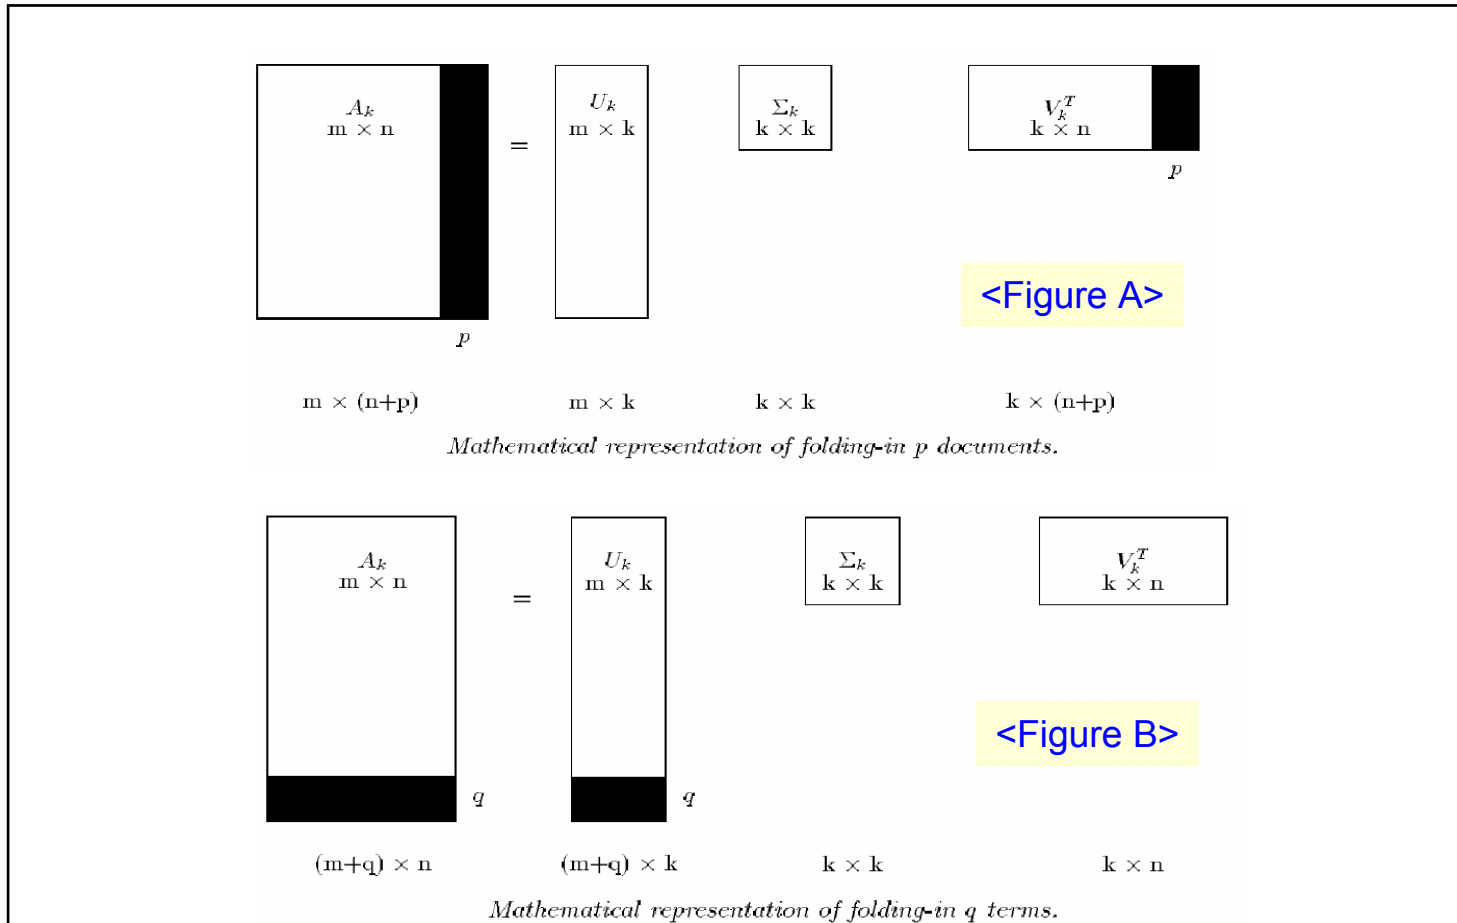 A_k U_k Σ_k V_k^T
m × n = m × k k × k k × n
p
<Figure A>
p
m × (n+p) m × k k × k k × (n+p)
Mathematical representation of folding-in p documents.
A_k U_k Σ_k V_k^T
m × n = m × k k × k k × n
<Figure B>
q q
(m+q) × n (m+q) × k k × k k × n
Mathematical representation of folding-in q terms.